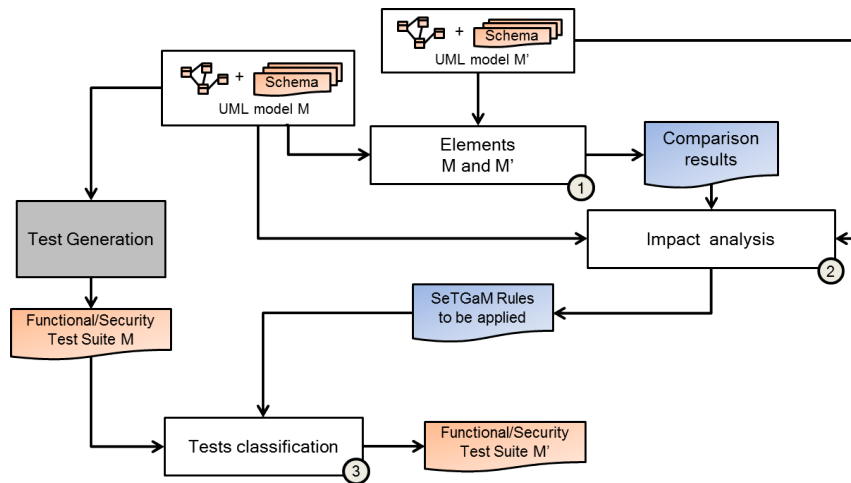 +
Schema
UML model M’
+
Schema
UML model M
Elements
M and M’
1
Comparison
results
Test Generation
Impact analysis
2
SeTGaM Rules
to be applied
Functional/Security
Test Suite M
Tests classification
3
Functional/Security
Test Suite M’